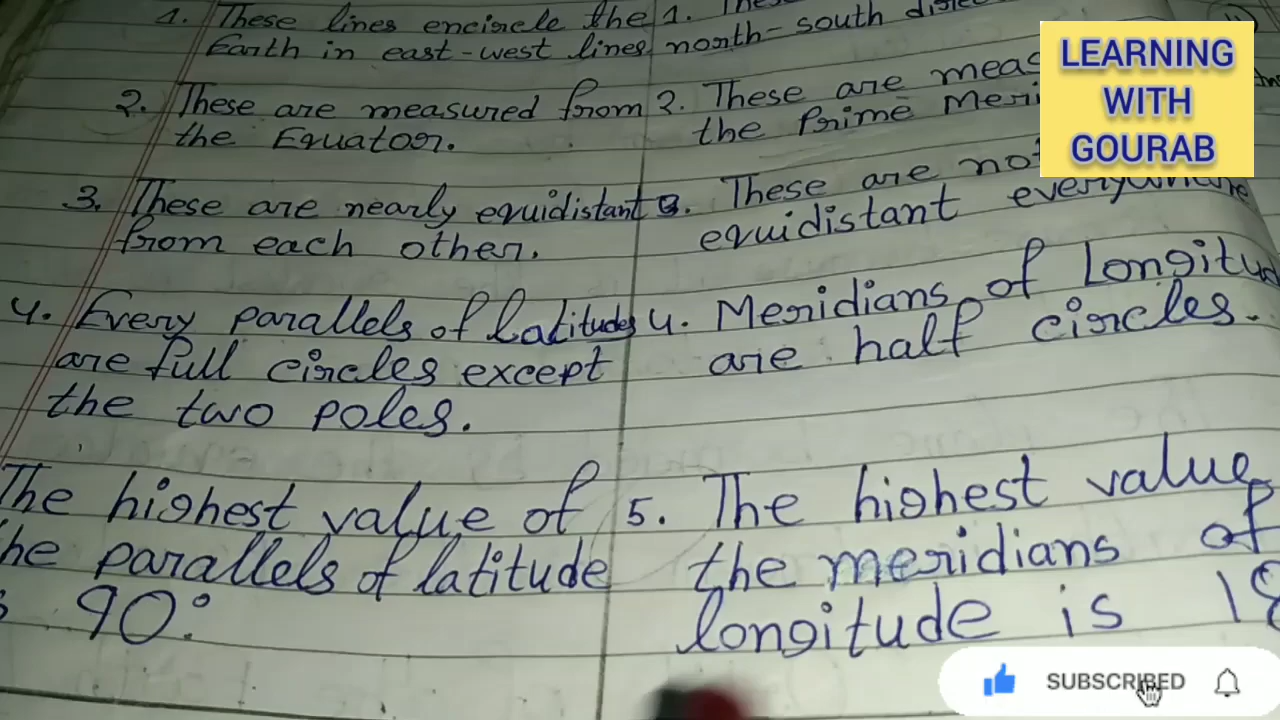 1. These lines encircle the
Earth in east-west lines
2. These are measured from
the Equator.
3. These are nearly equidistant
from each other.
4. Every parallels of latitudes
are full circles except
the two poles.
The highest value of
the parallels of latitude
90°.
1.
north-south
2. These are
the Prime
3. These are
equidistant everywhere
4. Meridians of
are half circles.
5. The highest value
the meridians of
longitude is
LEARNING
WITH
GOURAB
SUBSCRIBED